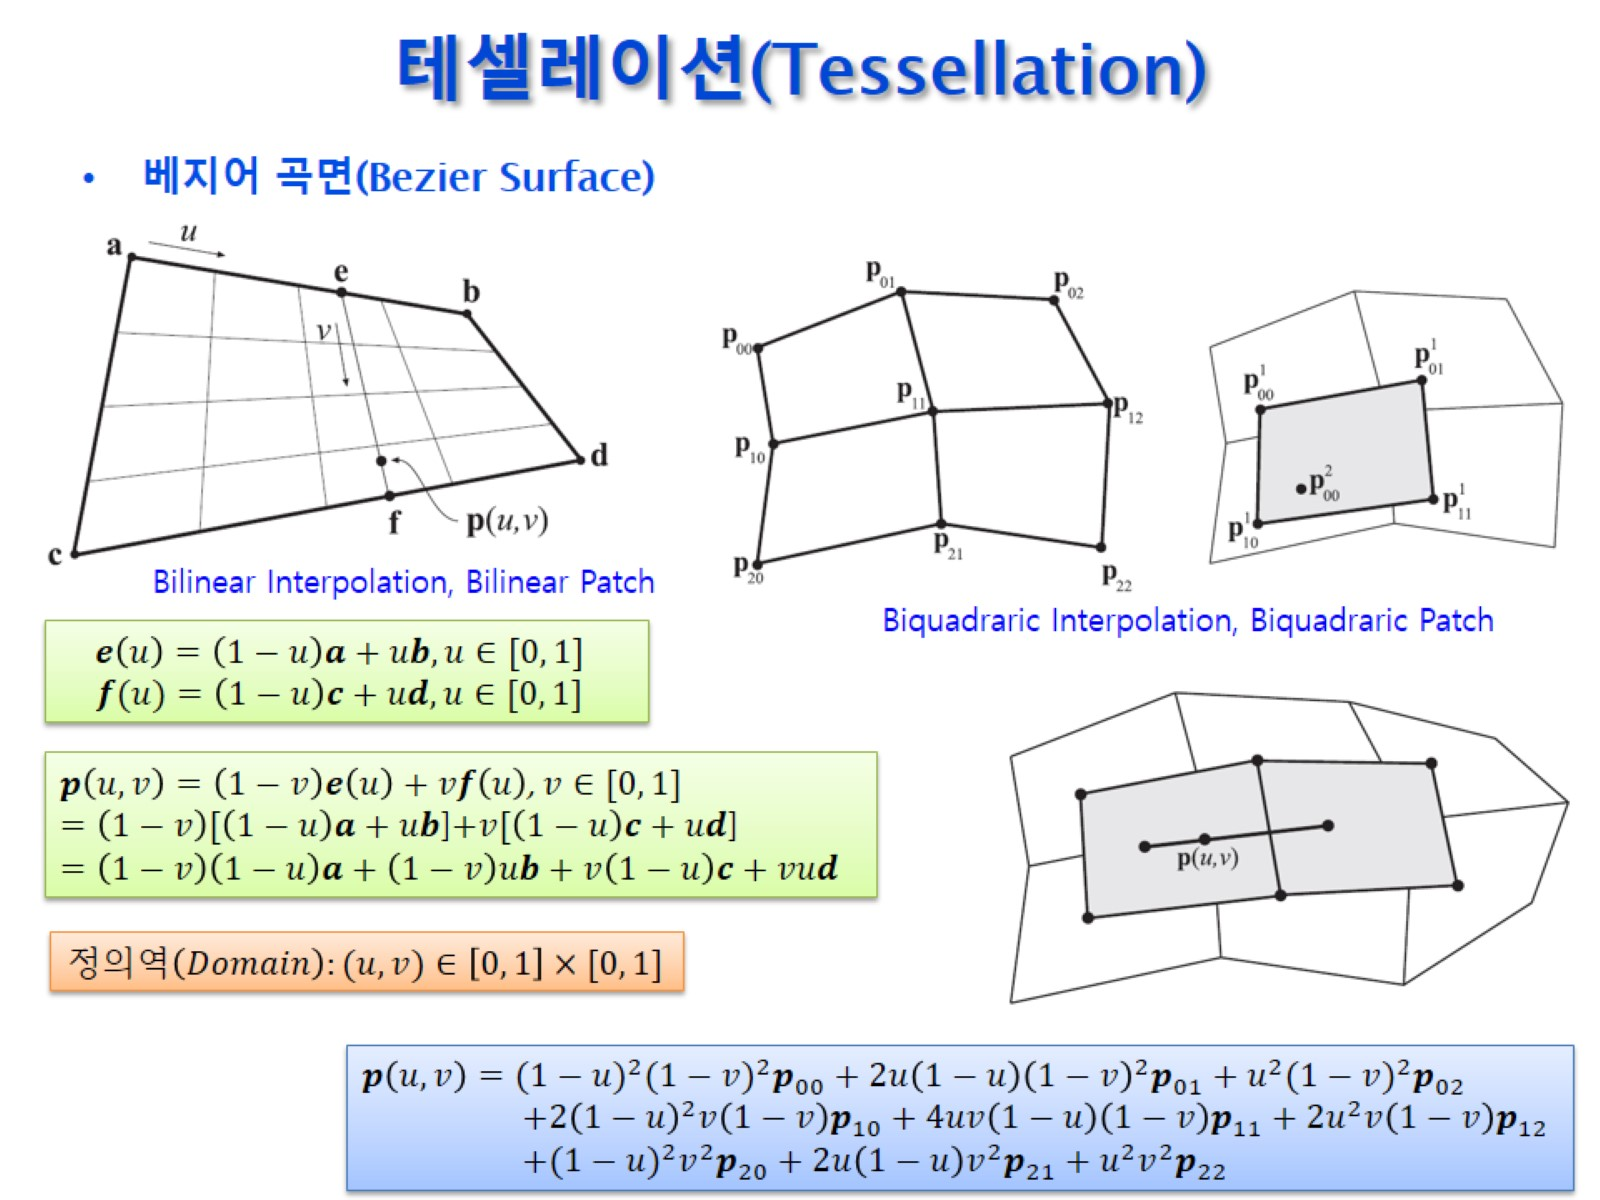 테셀레이션(Tessellation)
• 베지어 곡면(Bezier Surface)
a
u
e
b
v
d
f
p(u,v)
c
Bilinear Interpolation, Bilinear Patch
p₀₁
p₀₂
p₀₀
p₁₁
p₁₂
p₁₀
p₂₁
p₂₀
p₂₂
p¹₀₁
p¹₀₀
p²₀₀
p¹₁₁
p¹₁₀
Biquadraric Interpolation, Biquadraric Patch
e(u) = (1 − u)a + ub, u ∈ [0, 1]
f(u) = (1 − u)c + ud, u ∈ [0, 1]
p(u, v) = (1 − v)e(u) + vf(u), v ∈ [0, 1]
= (1 − v)[(1 − u)a + ub]+v[(1 − u)c + ud]
= (1 − v)(1 − u)a + (1 − v)ub + v(1 − u)c + vud
p(u,v)
정의역(Domain): (u, v) ∈ [0, 1] × [0, 1]
p(u, v) = (1 − u)²(1 − v)²p₀₀ + 2u(1 − u)(1 − v)²p₀₁ + u²(1 − v)²p₀₂
+2(1 − u)²v(1 − v)p₁₀ + 4uv(1 − u)(1 − v)p₁₁ + 2u²v(1 − v)p₁₂
+(1 − u)²v²p₂₀ + 2u(1 − u)v²p₂₁ + u²v²p₂₂